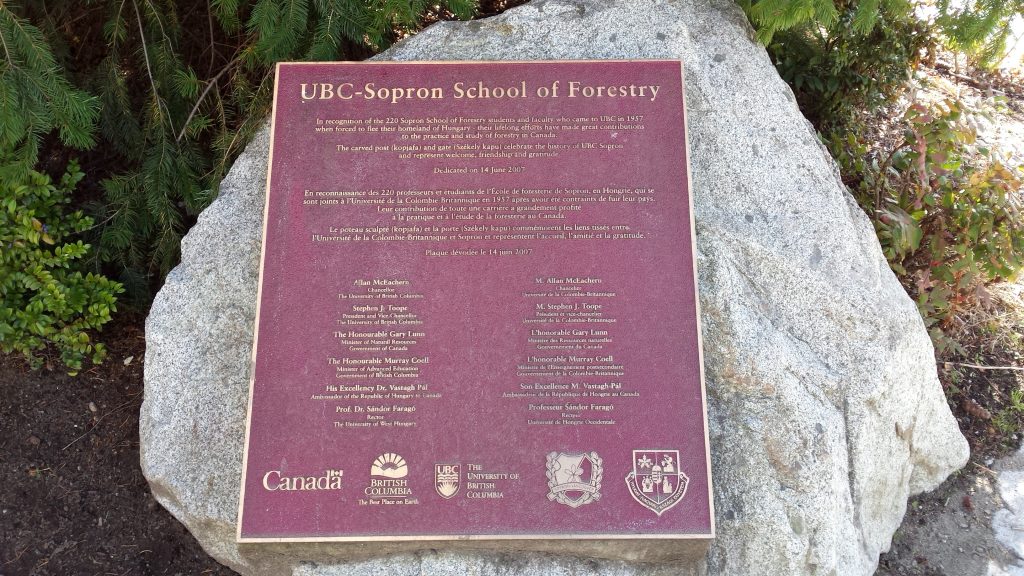 UBC-Sopron School of Forestry
In recognition of the 220 Sopron School of Forestry students and faculty who came to UBC in 1957
when forced to flee their homeland of Hungary - their lifelong efforts have made great contributions
to the practice and study of forestry in Canada.
The carved post (kopjafa) and gate (Székely kapu) celebrate the history of UBC Sopron
and represent welcome, friendship and gratitude.
Dedicated on 14 June 2007
En reconnaissance des 220 professeurs et étudiants de l'École de foresterie de Sopron, en Hongrie, qui se
sont joints à l'Université de la Colombie-Britannique en 1957 après avoir été contraints de fuir leur pays.
Leur contribution de toute une carrière a grandement profité
à la pratique et à l'étude de la foresterie au Canada.
Le poteau sculpté (kopjafa) et la porte (Székely kapu) commémorent les liens tissés entre
l'Université de la Colombie-Britannique et Sopron et représentent l'accueil, l'amitié et la gratitude.
Plaque dévoilée le 14 juin 2007
Allan McEachern
Chancellor
The University of British Columbia
Stephen J. Toope
President and Vice-Chancellor
The University of British Columbia
The Honourable Gary Lunn
Minister of Natural Resources
Government of Canada
The Honourable Murray Coell
Minister of Advanced Education
Government of British Columbia
His Excellency Dr. Vastagh Pál
Ambassador of the Republic of Hungary to Canada
Prof. Dr. Sándor Faragó
Rector
The University of West Hungary
M. Allan McEachern
Chancelier
Université de la Colombie-Britannique
M. Stephen J. Toope
Président et vice-chancelier
Université de la Colombie-Britannique
L'honorable Gary Lunn
Ministre des Ressources naturelles
Gouvernement du Canada
L'honorable Murray Coell
Ministre de l'Enseignement postsecondaire
Gouvernement de la Colombie-Britannique
Son Excellence M. Vastagh Pál
Ambassadeur de la République de Hongrie au Canada
Professeur Sándor Faragó
Recteur
Université de Hongrie Occidentale
Canada
BRITISH
COLUMBIA
The Best Place on Earth
UBC
THE
UNIVERSITY OF
BRITISH
COLUMBIA